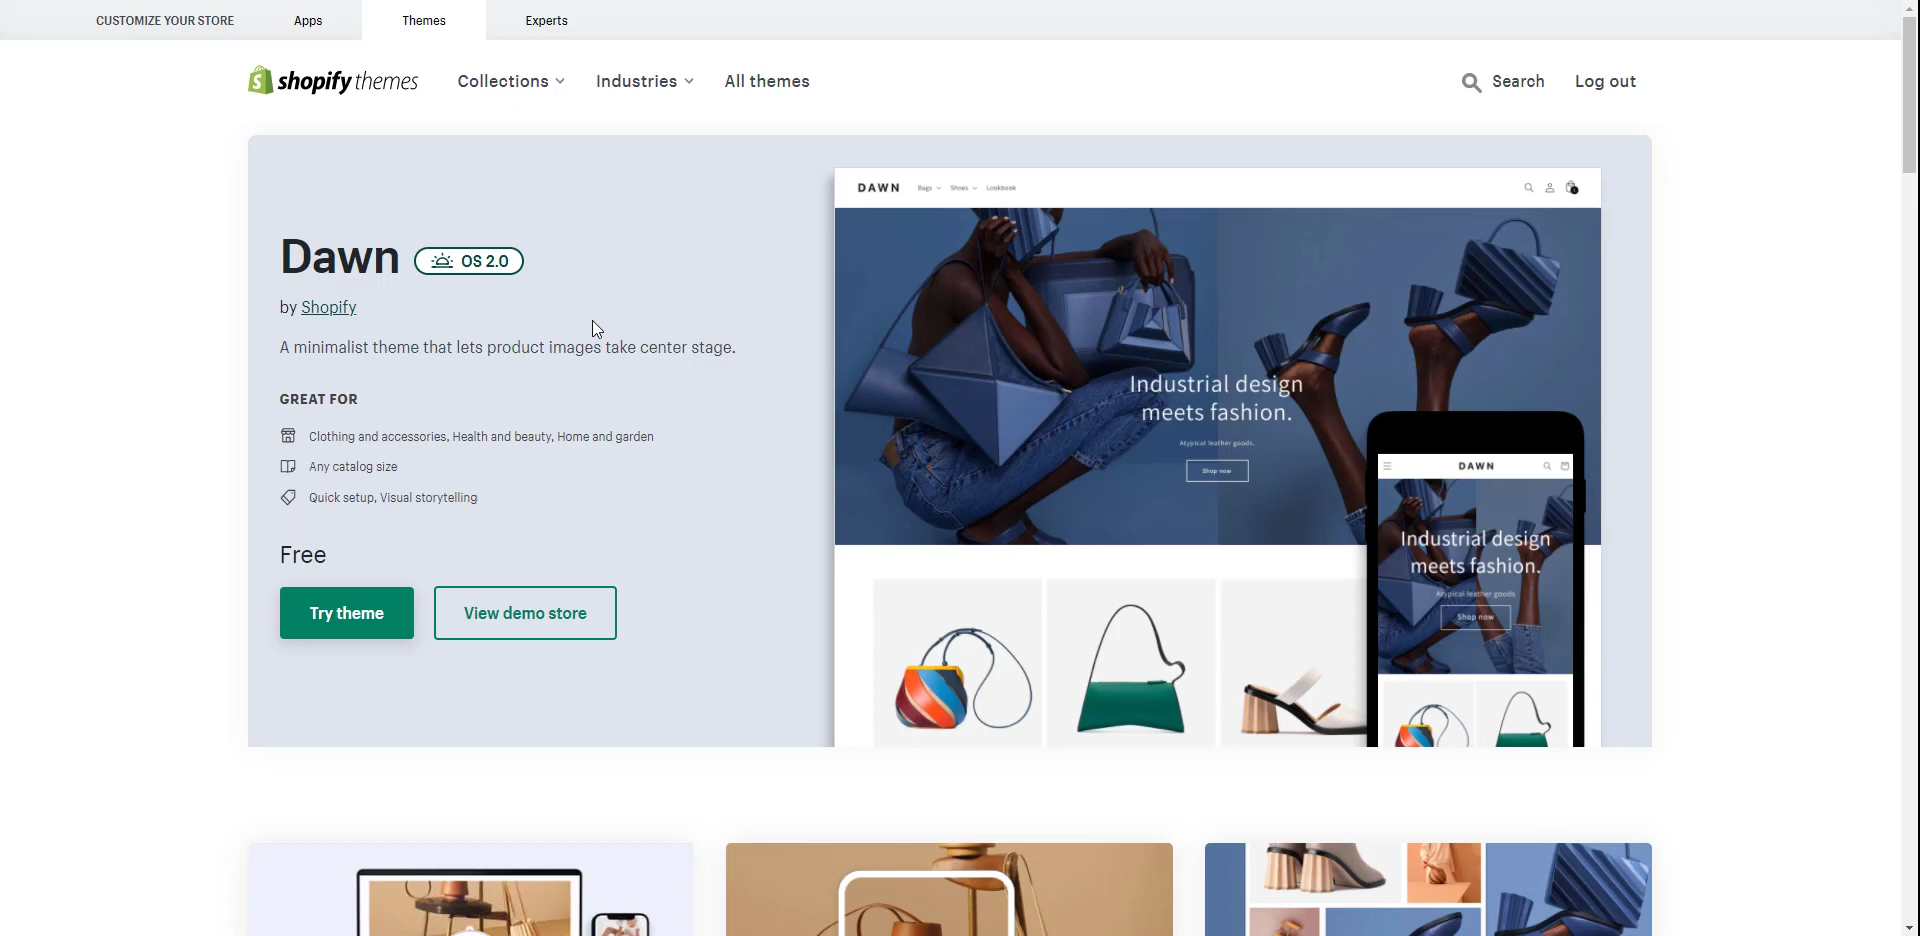 CUSTOMIZE YOUR STORE Apps Themes Experts
shopify themes Collections Industries All themes Search Log out
Dawn OS 2.0
by Shopify
A minimalist theme that lets product images take center stage.
GREAT FOR
Clothing and accessories, Health and beauty, Home and garden
Any catalog size
Quick setup, Visual storytelling
Free
Try theme View demo store
DAWN Bags Shoes Lookbook
Industrial design
meets fashion.
Atypical leather goods.
Shop now
DAWN
Industrial design
meets fashion.
Atypical leather goods
Shop now